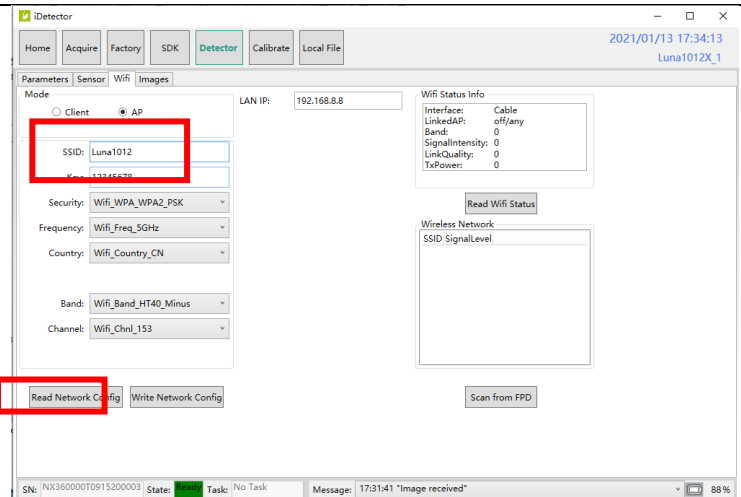 iDetector
Home Acquire Factory SDK Detector Calibrate Local File
2021/01/13 17:34:13
Luna1012X_1
Parameters Sensor Wifi Images
Mode
Client AP
LAN IP: 192.168.8.8
SSID: Luna1012
Key: 12345678
Security: Wifi_WPA_WPA2_PSK
Frequency: Wifi_Freq_5GHz
Country: Wifi_Country_CN
Band: Wifi_Band_HT40_Minus
Channel: Wifi_Chnl_153
Read Network Config Write Network Config
Wifi Status Info
Interface: Cable
LinkedAP: off/any
Band: 0
SignalIntensity: 0
LinkQuality: 0
TxPower: 0
Read Wifi Status
Wireless Network
SSID SignalLevel
Scan from FPD
SN: NX360000T0915200003 State: Ready Task: No Task Message: 17:31:41 "Image received" 88%